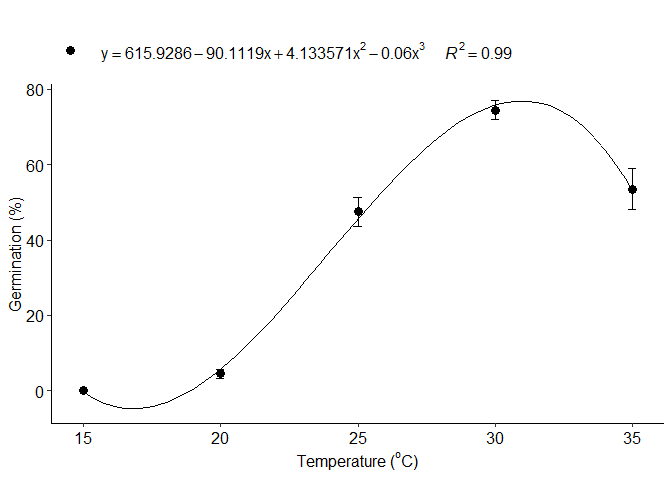 y = 615.9286 − 90.1119x + 4.133571x² − 0.06x³ R² = 0.99
80
60
40
20
0
Germination (%)
15 20 25 30 35
Temperature (°C)